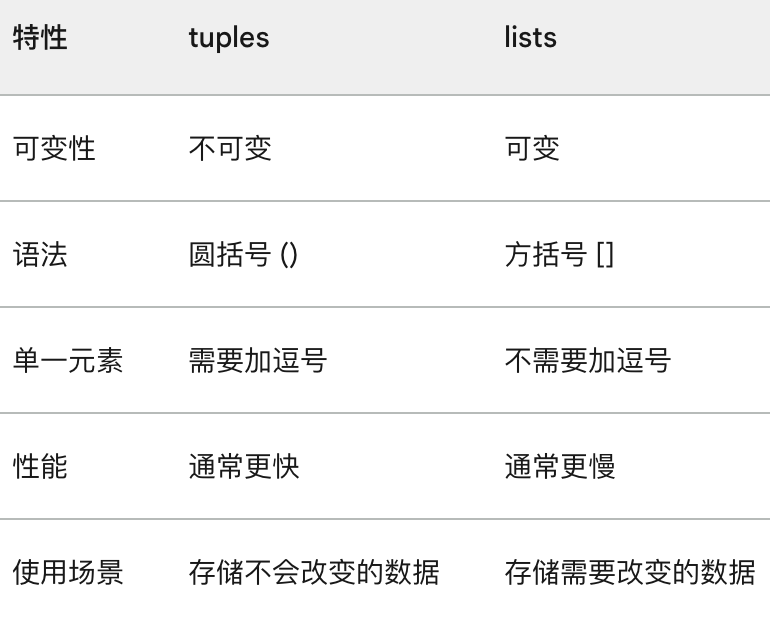 特性 tuples lists
可变性 不可变 可变
语法 圆括号 () 方括号 []
单一元素 需要加逗号 不需要加逗号
性能 通常更快 通常更慢
使用场景 存储不会改变的数据 存储需要改变的数据